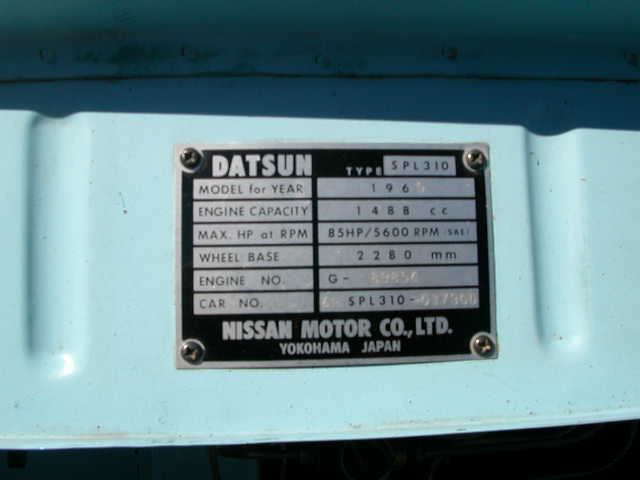 DATSUN TYPE SPL310
MODEL for YEAR 196
ENGINE CAPACITY 1488 cc
MAX. HP at RPM 85HP/5600 RPM (SAE)
WHEEL BASE 2280 mm
ENGINE NO. G-
CAR NO. SPL310-
NISSAN MOTOR CO., LTD.
YOKOHAMA JAPAN